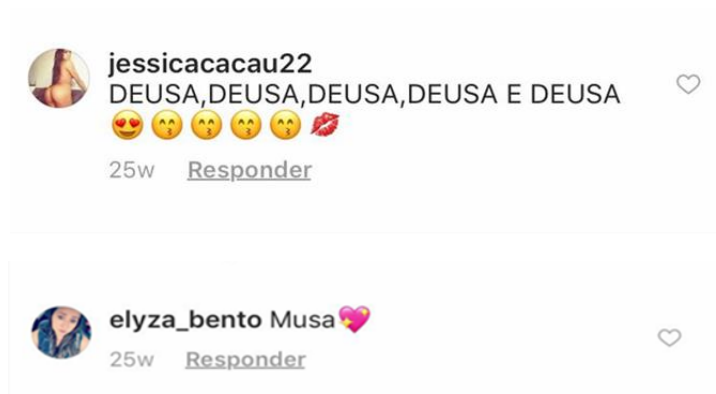 jessicacacau22
DEUSA,DEUSA,DEUSA,DEUSA E DEUSA
😍😙😙😙😙💋
25w Responder
elyza_bento Musa💖
25w Responder